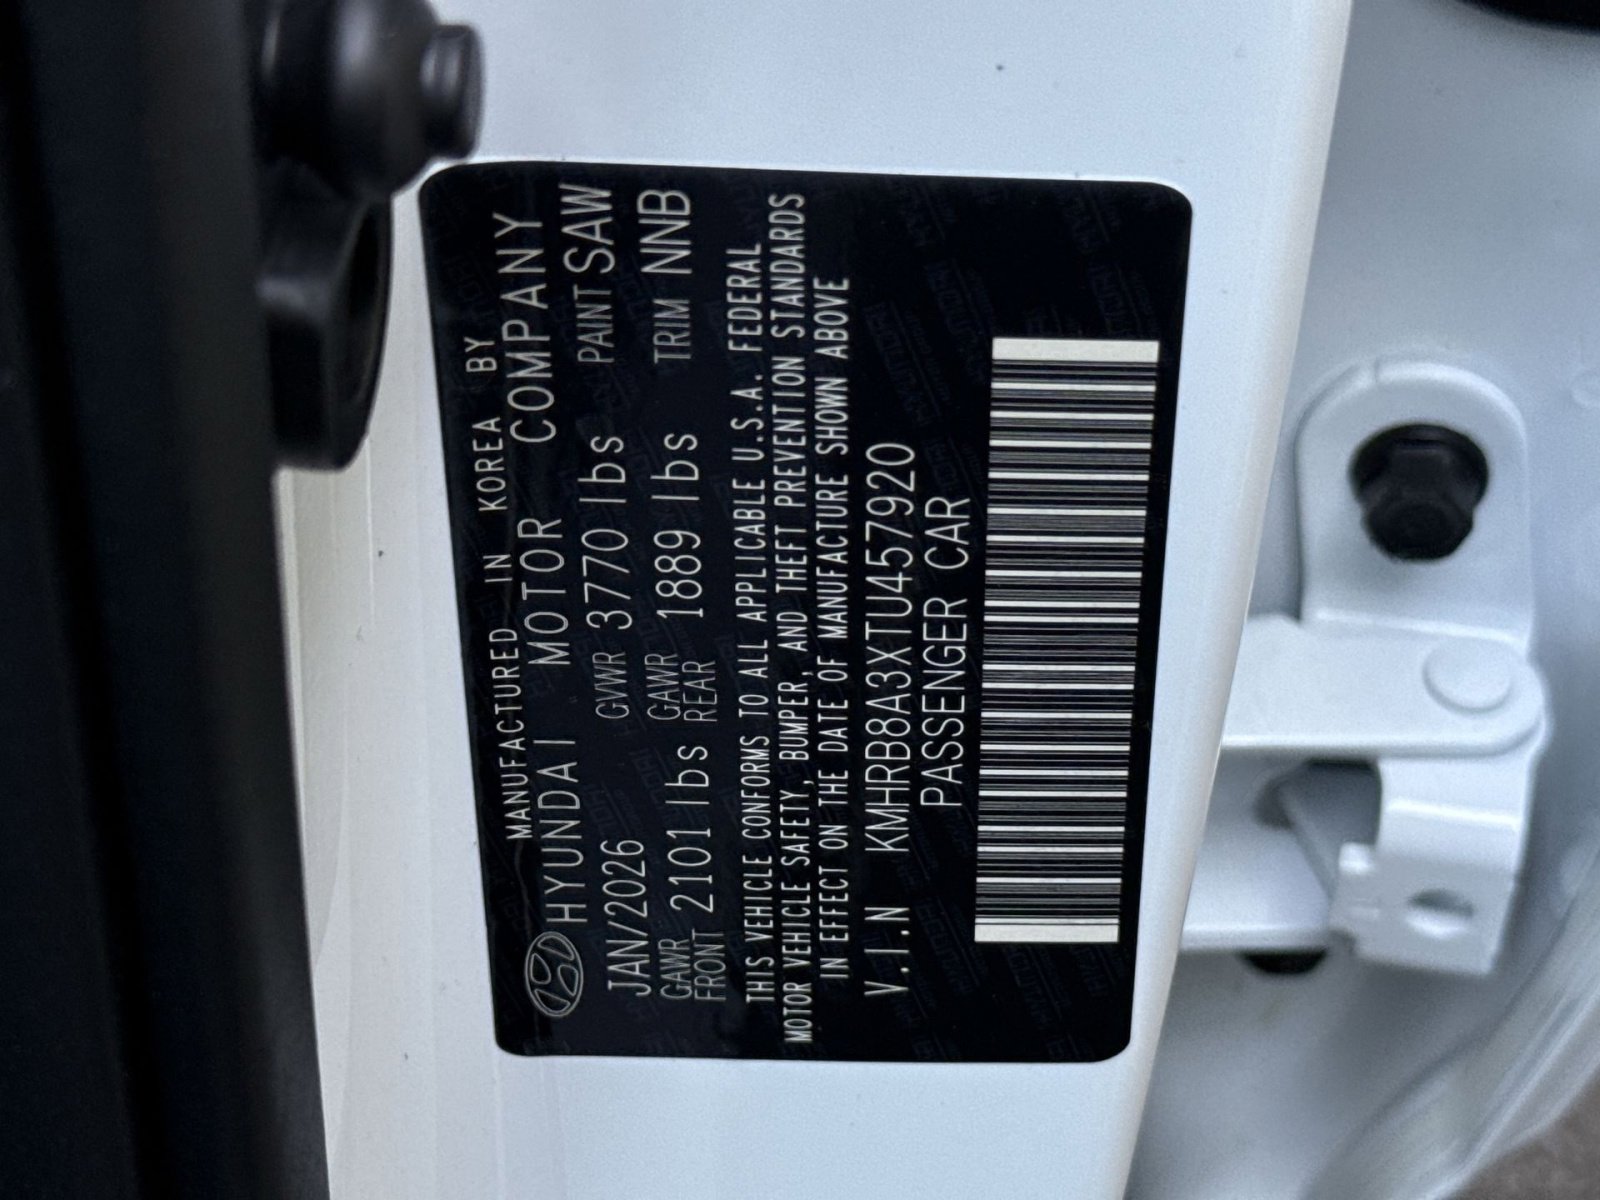 MANUFACTURED IN KOREA BY
HYUNDAI MOTOR COMPANY
JAN/2026 GVWR 3770 lbs PAINT SAW
GAWR FRONT 2101 lbs GAWR REAR 1889 lbs TRIM NNB
THIS VEHICLE CONFORMS TO ALL APPLICABLE U.S.A. FEDERAL
MOTOR VEHICLE SAFETY, BUMPER, AND THEFT PREVENTION STANDARDS
IN EFFECT ON THE DATE OF MANUFACTURE SHOWN ABOVE
V.I.N KMHRB8A3XTU457920
PASSENGER CAR